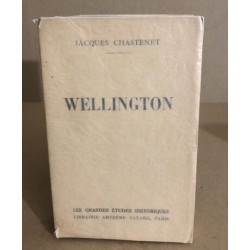 JACQUES CHASTENET
WELLINGTON
LES GRANDES ÉTUDES HISTORIQUES
LIBRAIRIE ARTHÈME FAYARD, PARIS